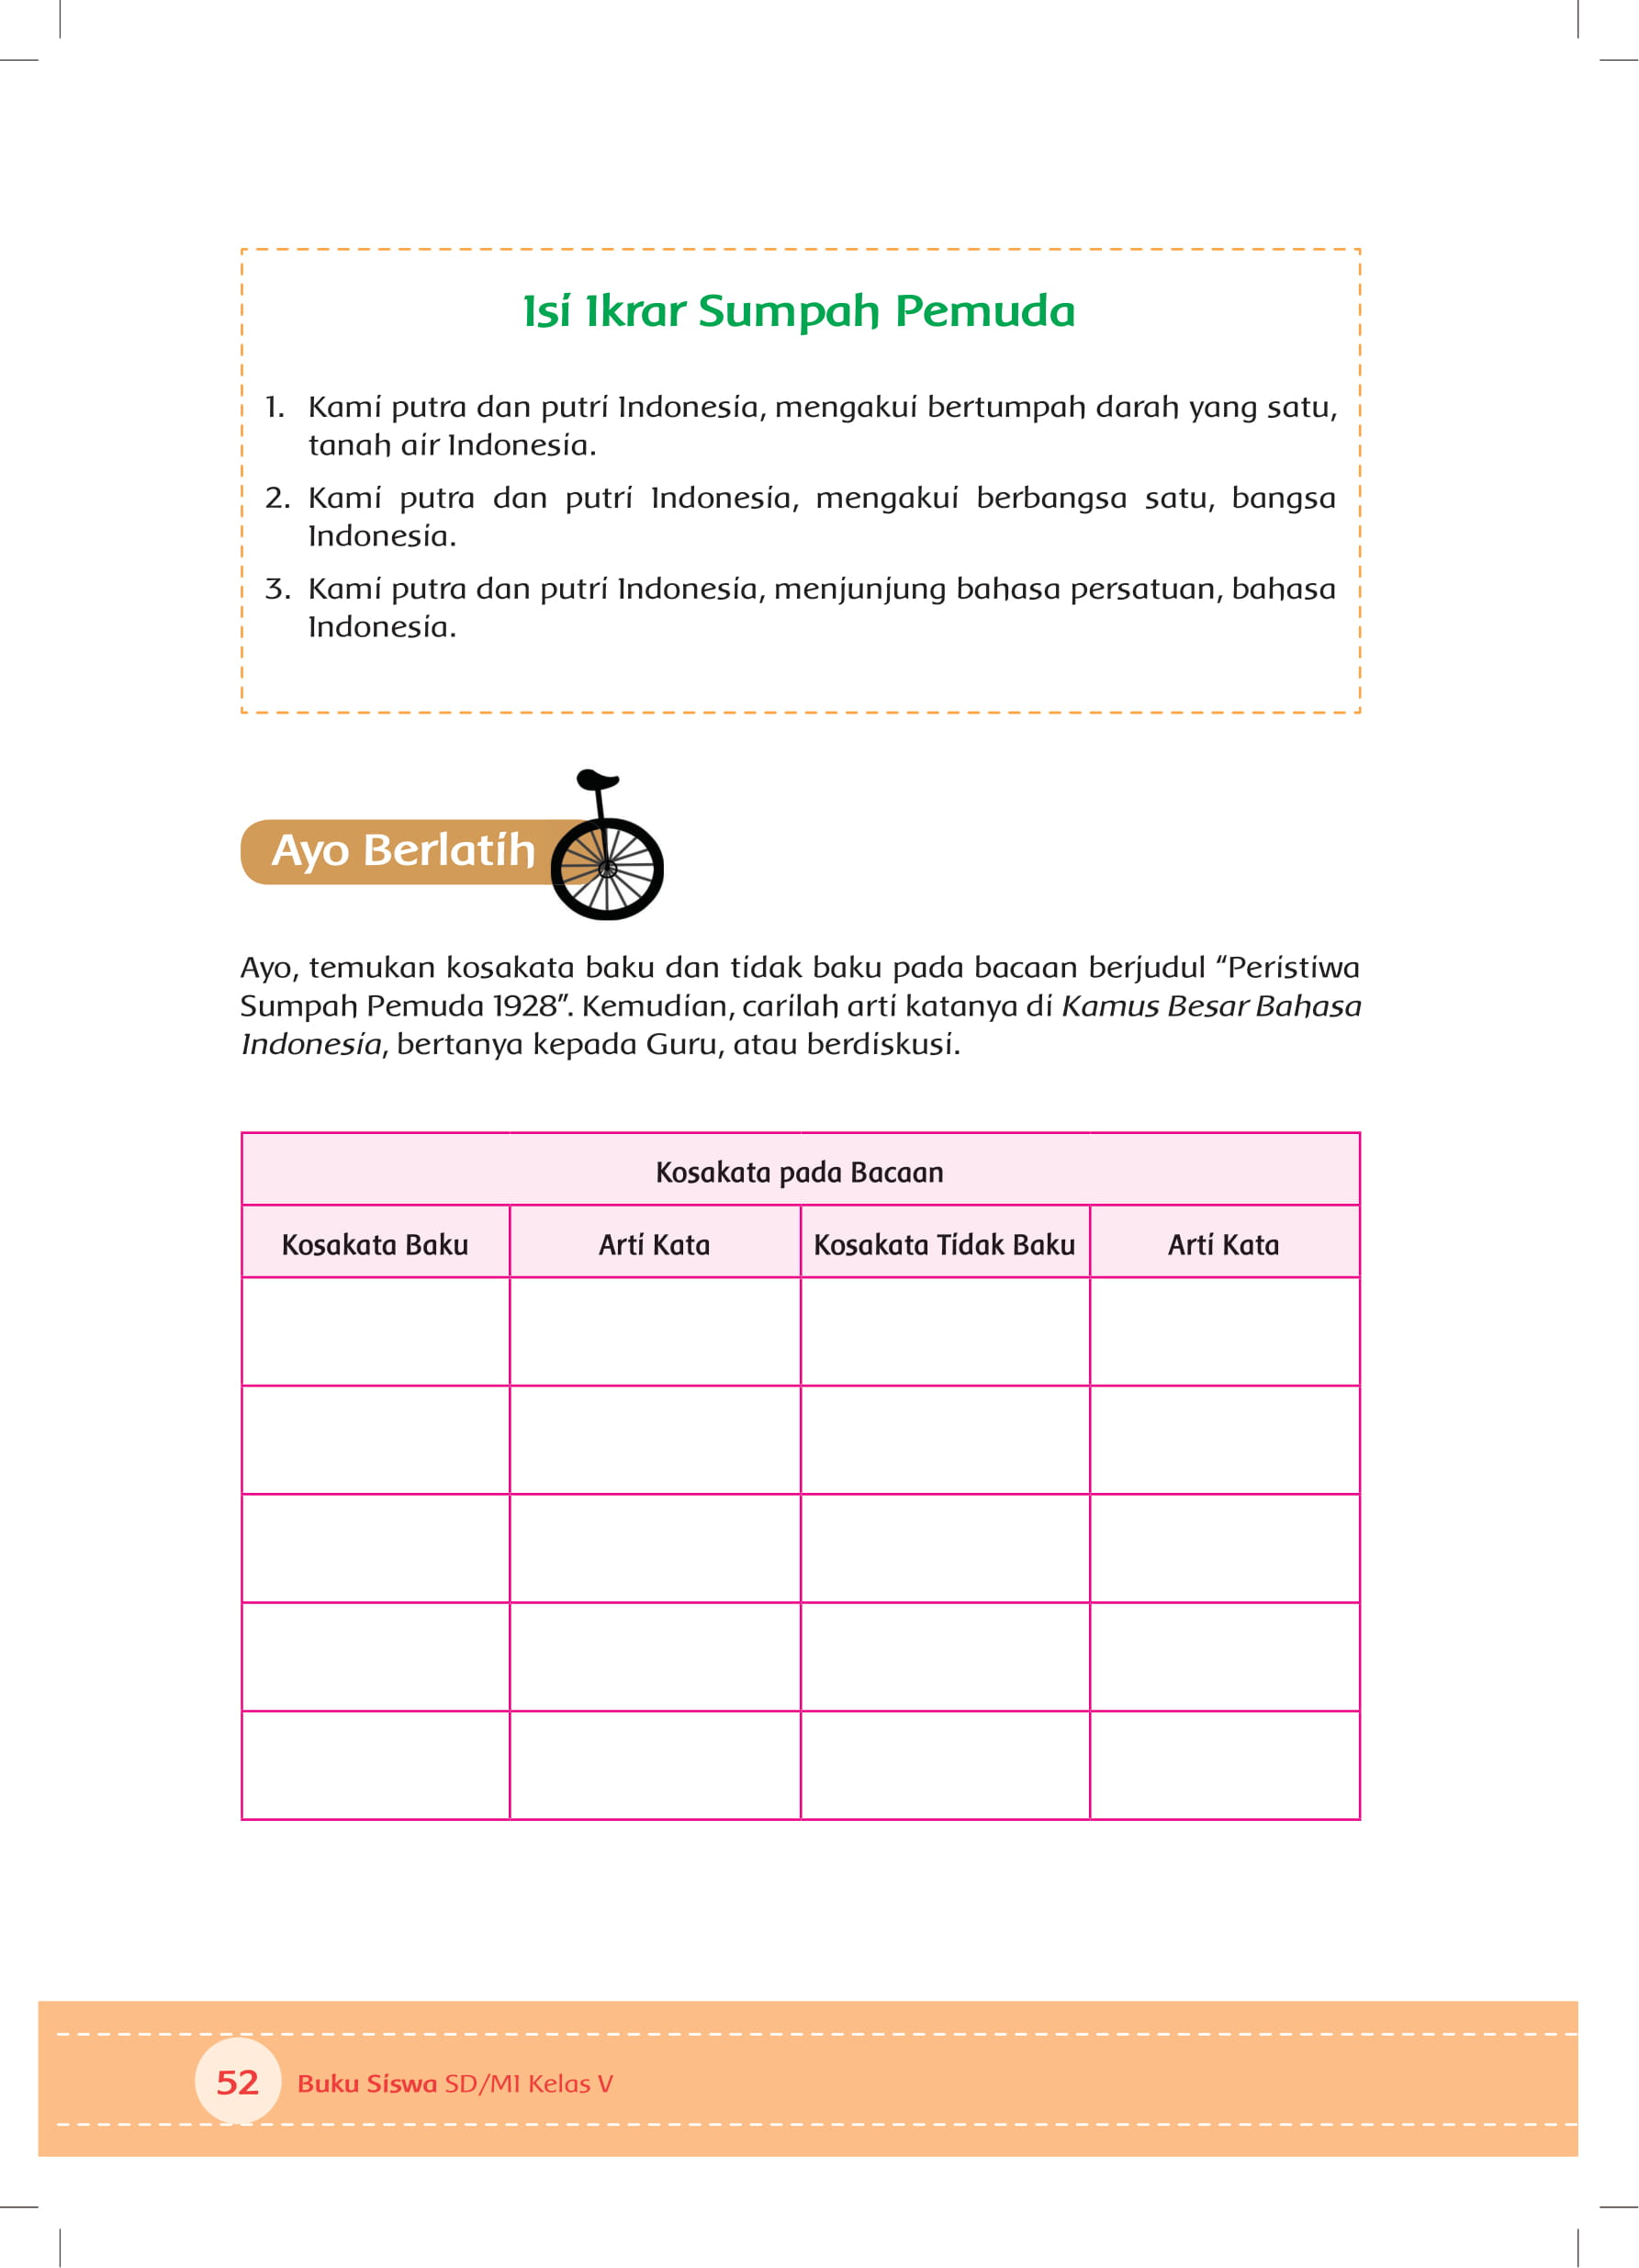 Isi Ikrar Sumpah Pemuda
1. Kami putra dan putri Indonesia, mengakui bertumpah darah yang satu,
tanah air Indonesia.
2. Kami putra dan putri Indonesia, mengakui berbangsa satu, bangsa
Indonesia.
3. Kami putra dan putri Indonesia, menjunjung bahasa persatuan, bahasa
Indonesia.
Ayo Berlatih
Ayo, temukan kosakata baku dan tidak baku pada bacaan berjudul “Peristiwa
Sumpah Pemuda 1928”. Kemudian, carilah arti katanya di Kamus Besar Bahasa
Indonesia, bertanya kepada Guru, atau berdiskusi.
Kosakata pada Bacaan
Kosakata Baku Arti Kata Kosakata Tidak Baku Arti Kata
52 Buku Siswa SD/MI Kelas V